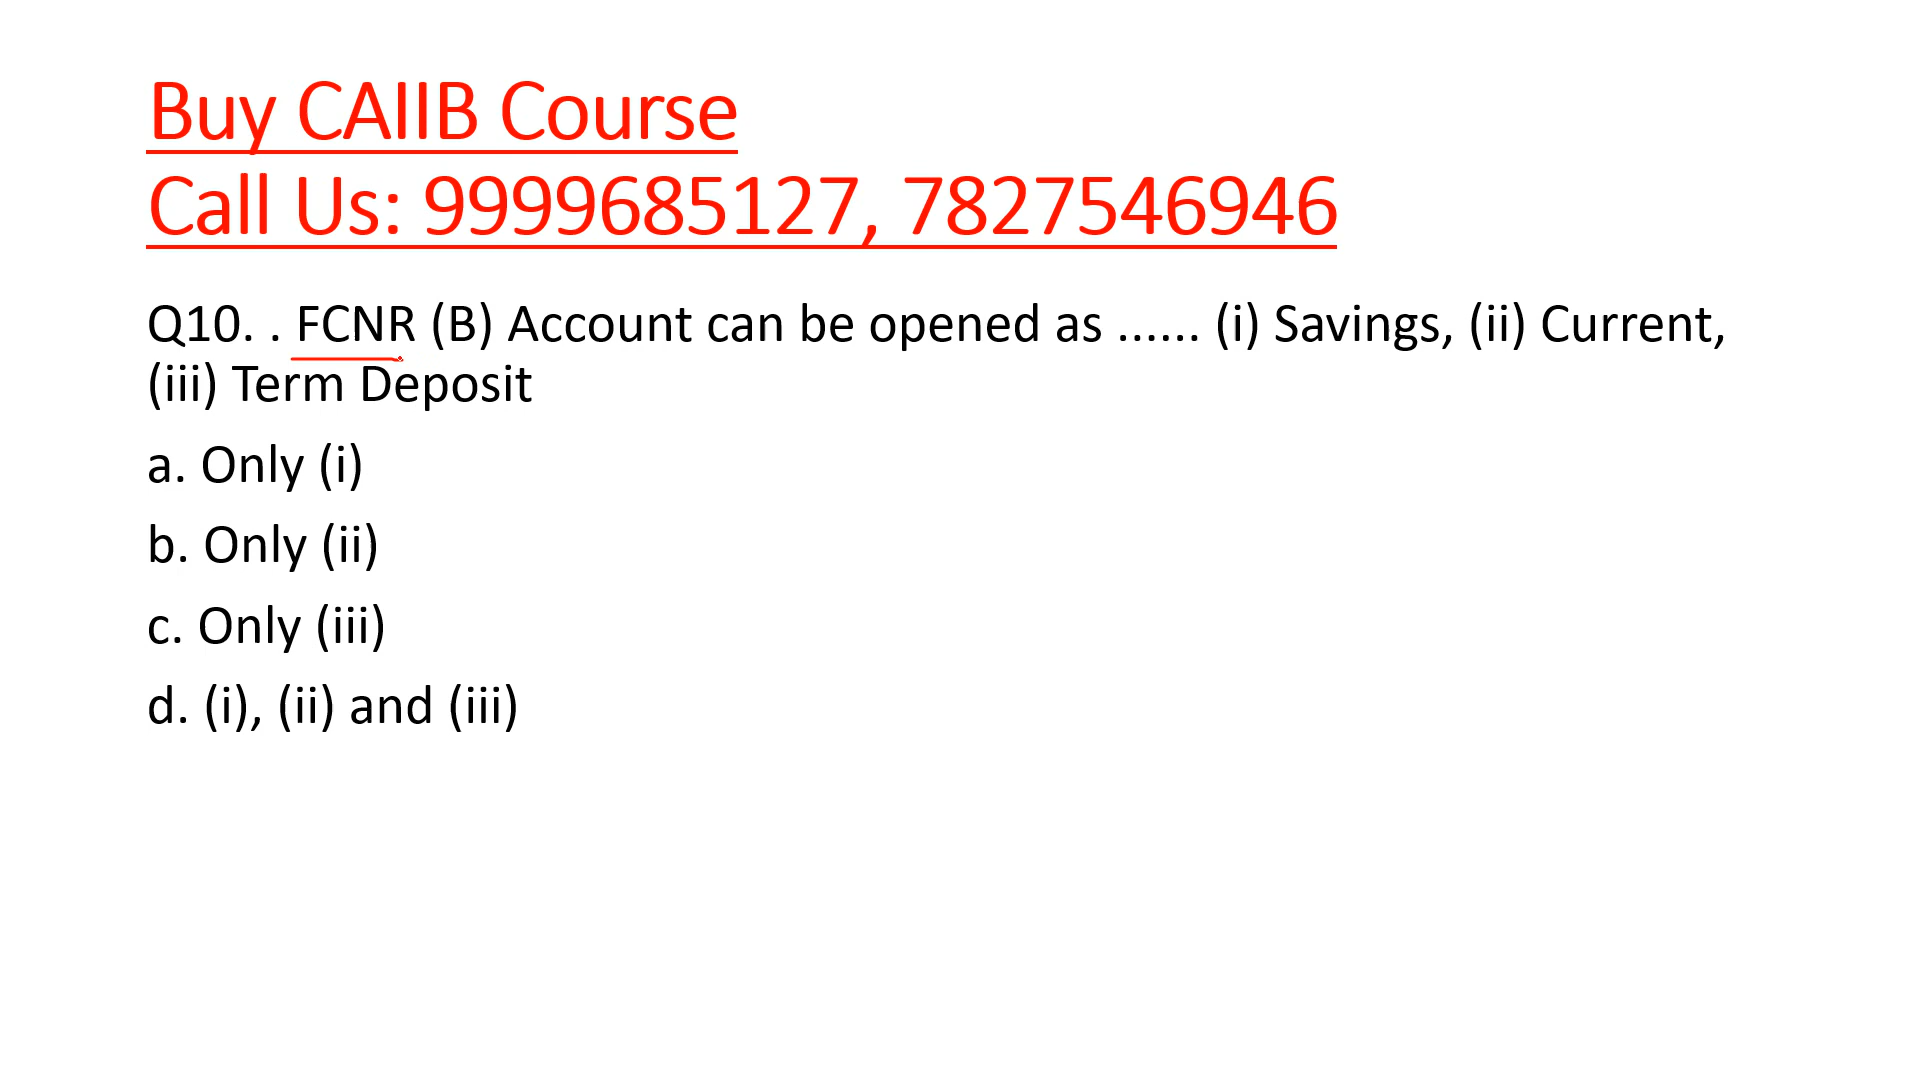 Buy CAIIB Course
Call Us: 9999685127, 7827546946
Q10. . FCNR (B) Account can be opened as ...... (i) Savings, (ii) Current,
(iii) Term Deposit
a. Only (i)
b. Only (ii)
c. Only (iii)
d. (i), (ii) and (iii)